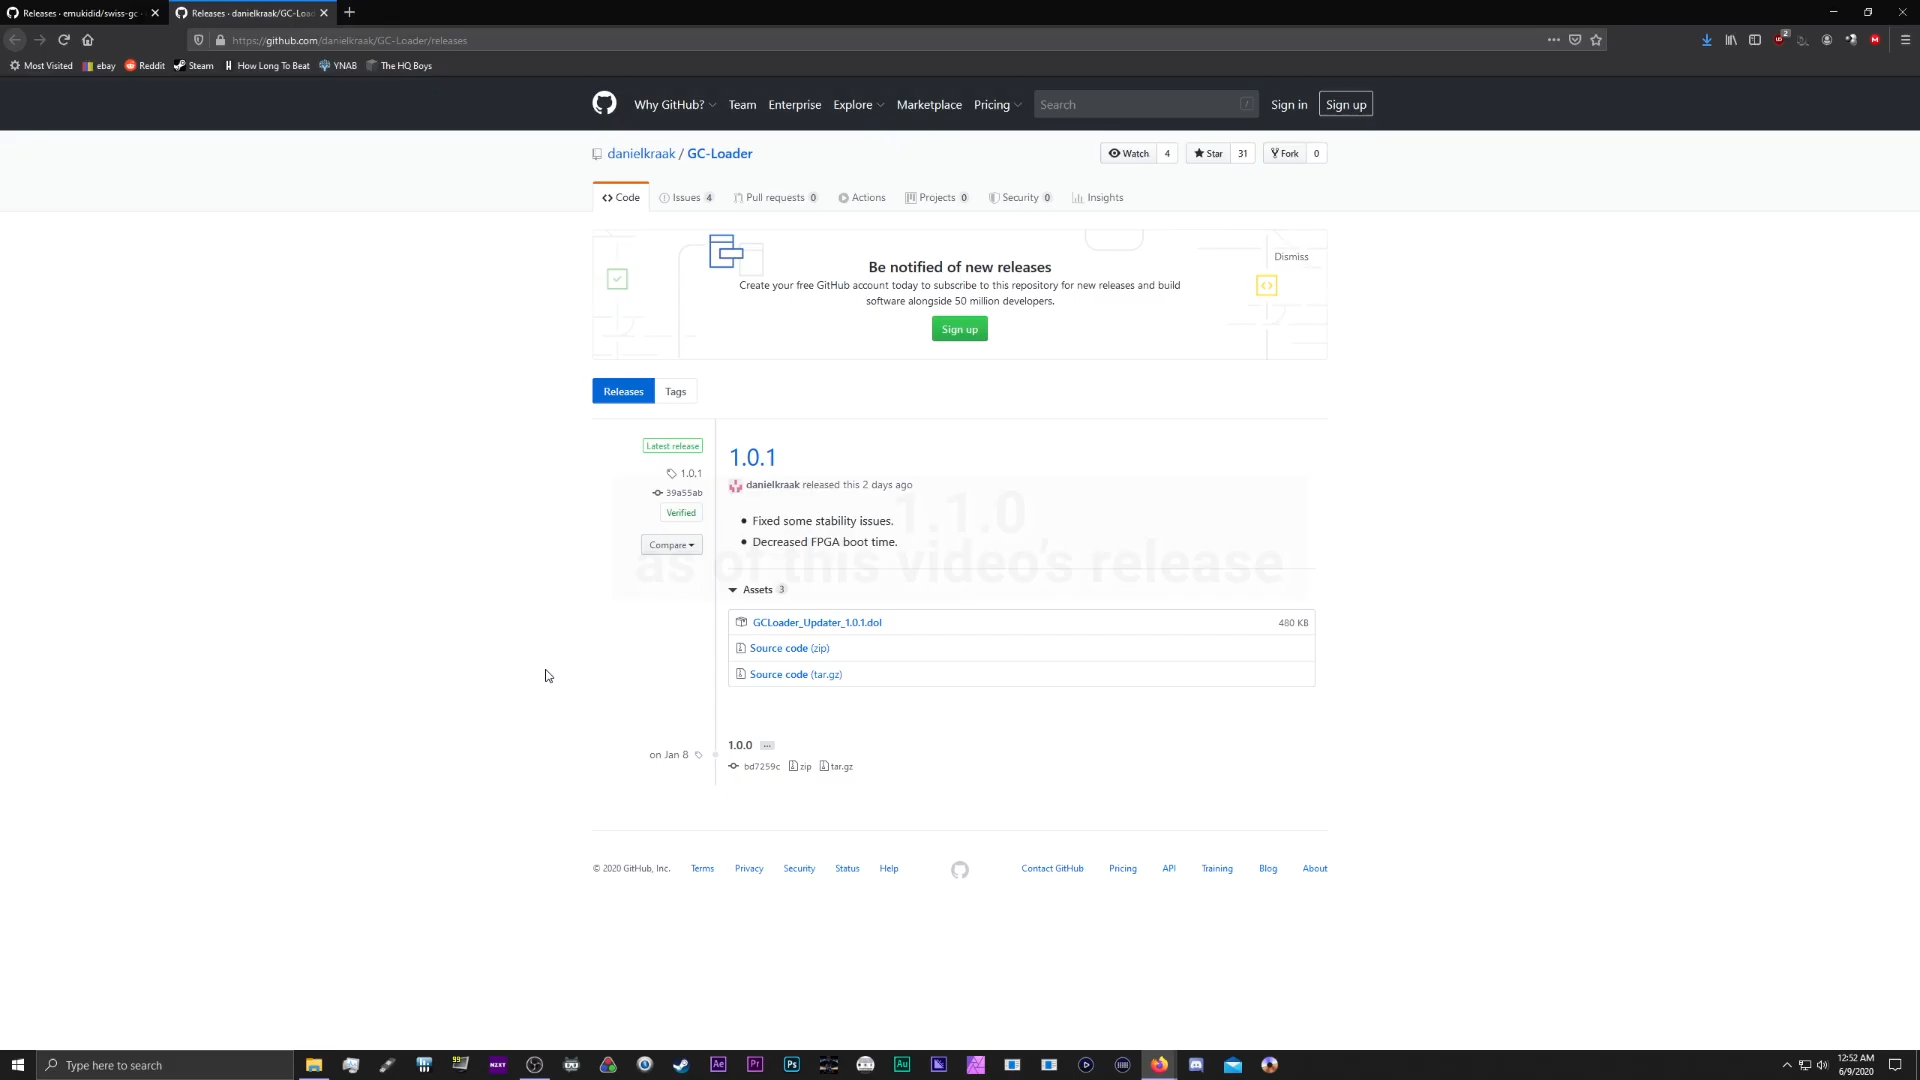 Releases · emukidid/swiss-gc
Releases · danielkraak/GC-Load
https://github.com/danielkraak/GC-Loader/releases
2
Most Visited
ebay
Reddit
Steam
How Long To Beat
YNAB
The HQ Boys
Why GitHub?
Team
Enterprise
Explore
Marketplace
Pricing
Search
/
Sign in
Sign up
danielkraak / GC-Loader
Watch 4
Star 31
Fork 0
Code
Issues 4
Pull requests 0
Actions
Projects 0
Security 0
Insights
Be notified of new releases
Dismiss
Create your free GitHub account today to subscribe to this repository for new releases and build
software alongside 50 million developers.
Sign up
Releases
Tags
Latest release
1.0.1
39a55ab
Verified
Compare
1.0.1
danielkraak released this 2 days ago
• Fixed some stability issues.
• Decreased FPGA boot time.
1.1.0
as of this video's release
Assets 3
GCLoader_Updater_1.0.1.dol
480 KB
Source code (zip)
Source code (tar.gz)
on Jan 8
1.0.0 ...
bd7259c zip tar.gz
© 2020 GitHub, Inc.
Terms
Privacy
Security
Status
Help
Contact GitHub
Pricing
API
Training
Blog
About
Type here to search
99
NZXT
Ae
Pr
Ps
Au
12:52 AM
6/9/2020